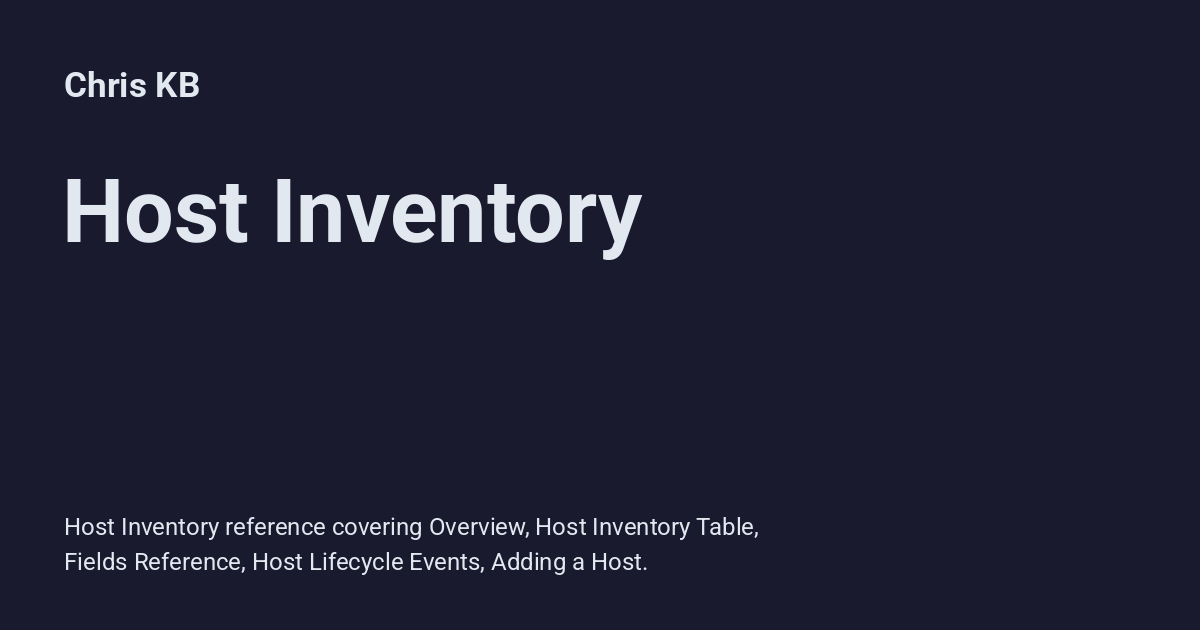 Chris KB
Host Inventory
Host Inventory reference covering Overview, Host Inventory Table,
Fields Reference, Host Lifecycle Events, Adding a Host.